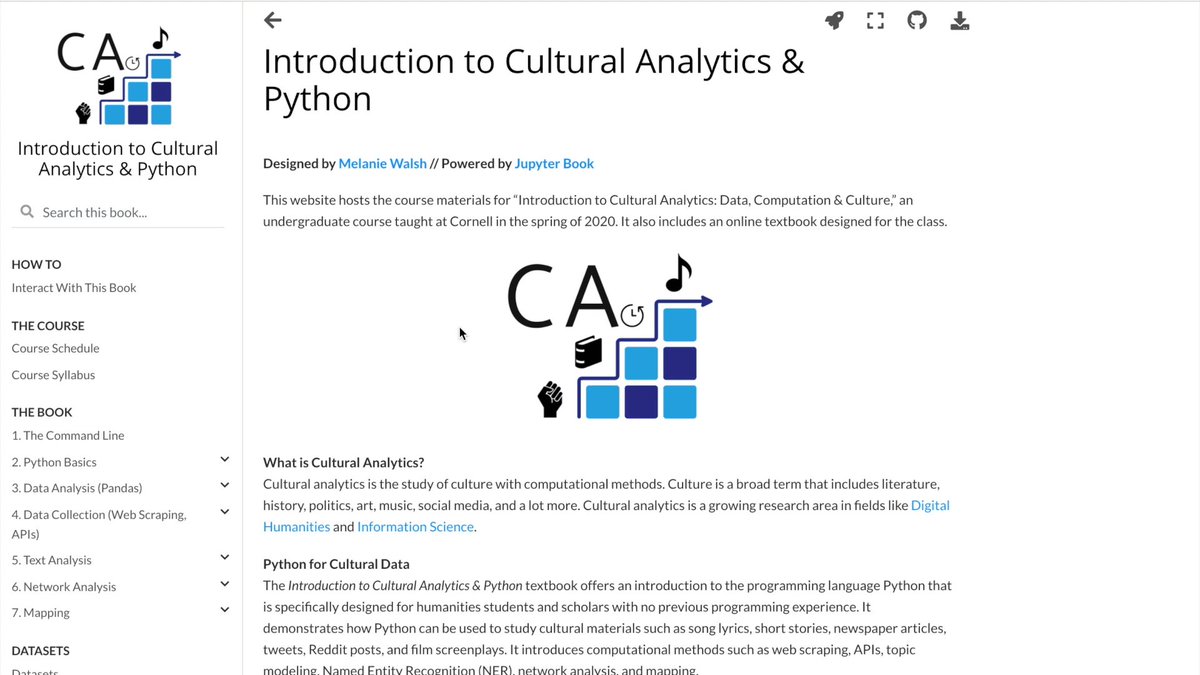 CA
Introduction to Cultural
Analytics & Python
Search this book...
HOW TO
Interact With This Book
THE COURSE
Course Schedule
Course Syllabus
THE BOOK
1. The Command Line
2. Python Basics
3. Data Analysis (Pandas)
4. Data Collection (Web Scraping,
APIs)
5. Text Analysis
6. Network Analysis
7. Mapping
DATASETS
Datasets
Introduction to Cultural Analytics &
Python
Designed by Melanie Walsh // Powered by Jupyter Book
This website hosts the course materials for “Introduction to Cultural Analytics: Data, Computation & Culture,” an
undergraduate course taught at Cornell in the spring of 2020. It also includes an online textbook designed for the class.
CA
What is Cultural Analytics?
Cultural analytics is the study of culture with computational methods. Culture is a broad term that includes literature,
history, politics, art, music, social media, and a lot more. Cultural analytics is a growing research area in fields like Digital
Humanities and Information Science.
Python for Cultural Data
The Introduction to Cultural Analytics & Python textbook offers an introduction to the programming language Python that
is specifically designed for humanities students and scholars with no previous programming experience. It
demonstrates how Python can be used to study cultural materials such as song lyrics, short stories, newspaper articles,
tweets, Reddit posts, and film screenplays. It introduces computational methods such as web scraping, APIs, topic
modeling, Named Entity Recognition (NER), network analysis, and mapping.